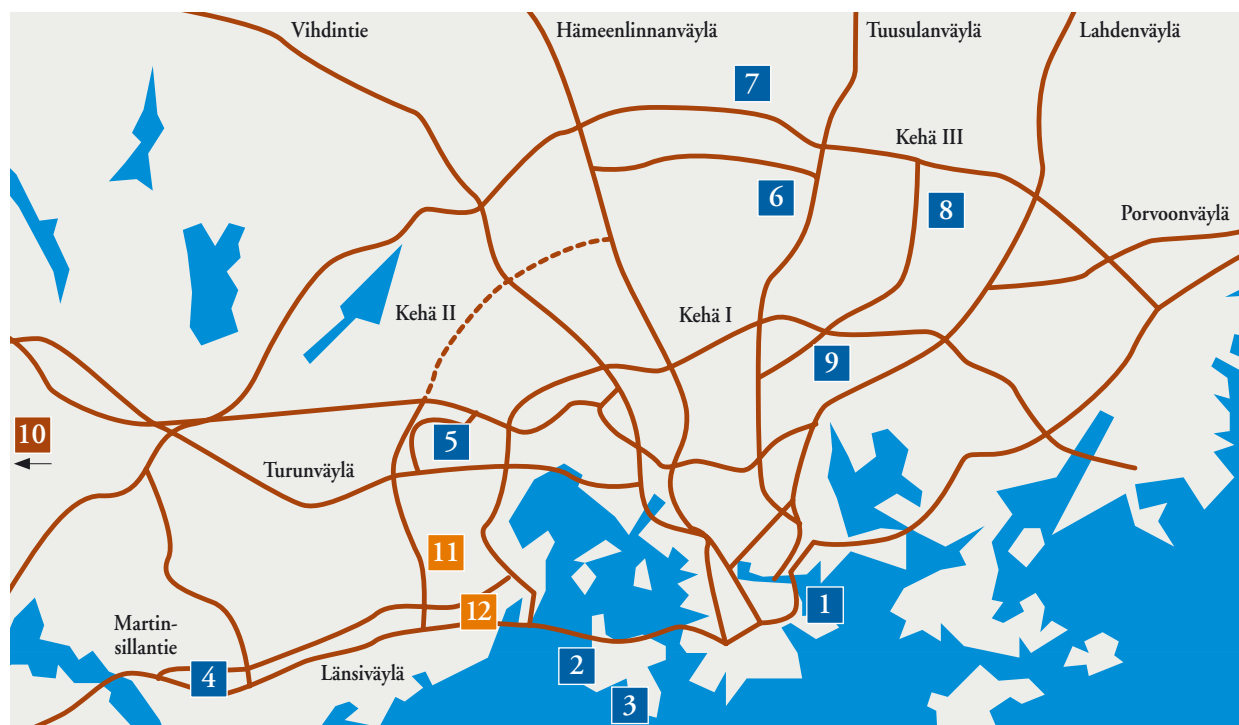 Vihdintie
Hämeenlinnanväylä
Tuusulanväylä
Lahdenväylä
7
Kehä III
6
8
Porvoonväylä
Kehä II
Kehä I
9
10
5
Turunväylä
11
12
1
Martin-
sillantie
2
4
Länsiväylä
3